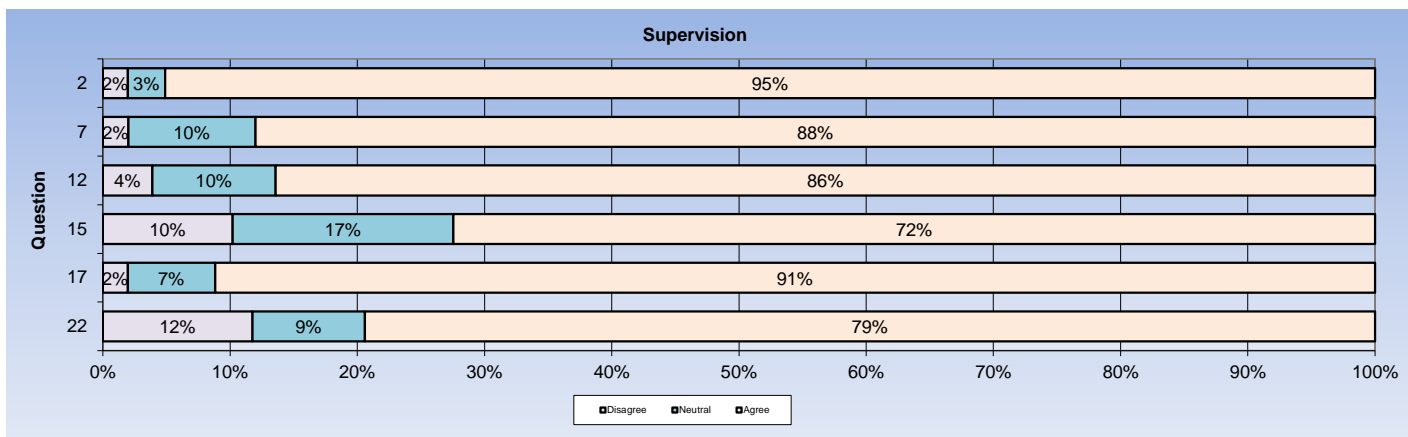 Supervision
Question
2 2% 3% 95%
7 2% 10% 88%
12 4% 10% 86%
15 10% 17% 72%
17 2% 7% 91%
22 12% 9% 79%
0% 10% 20% 30% 40% 50% 60% 70% 80% 90% 100%
Disagree Neutral Agree